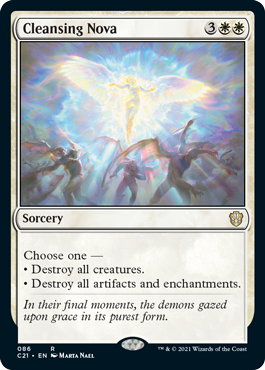 Cleansing Nova 3
Sorcery
Choose one —
• Destroy all creatures.
• Destroy all artifacts and enchantments.
In their final moments, the demons gazed
upon grace in its purest form.
086 R
C21 • EN Marta Nael
™ & © 2021 Wizards of the Coast